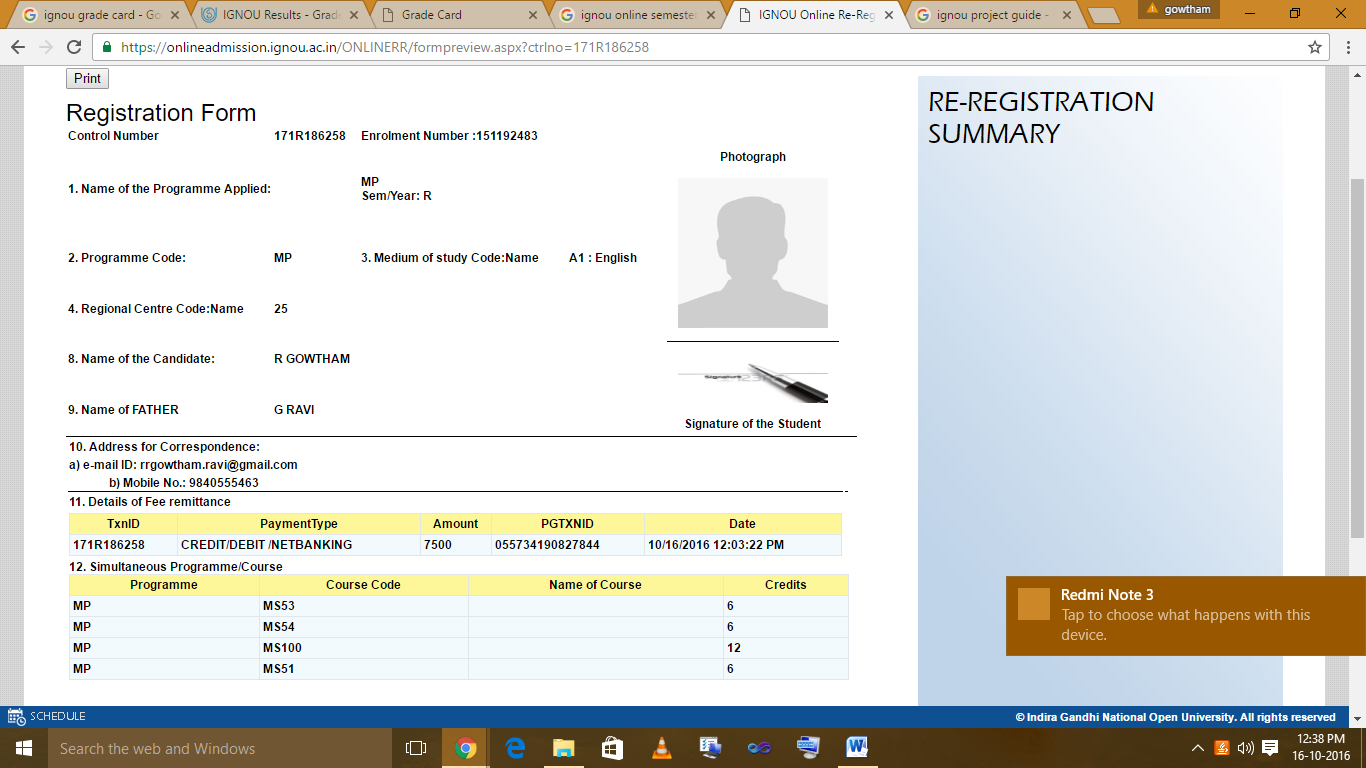 ignou grade card - Go
IGNOU Results - Grade
Grade Card
ignou online semeste
IGNOU Online Re-Reg
ignou project guide -
gowtham
https://onlineadmission.ignou.ac.in/ONLINERR/formpreview.aspx?ctrlno=171R186258
Print
Registration Form
Control Number 171R186258 Enrolment Number :151192483
Photograph
1. Name of the Programme Applied: MP
Sem/Year: R
2. Programme Code: MP 3. Medium of study Code:Name A1 : English
4. Regional Centre Code:Name 25
8. Name of the Candidate: R GOWTHAM
Signature
9. Name of FATHER G RAVI
Signature of the Student
10. Address for Correspondence:
a) e-mail ID: rrgowtham.ravi@gmail.com
b) Mobile No.: 9840555463
11. Details of Fee remittance
TxnID PaymentType Amount PGTXNID Date
171R186258 CREDIT/DEBIT /NETBANKING 7500 055734190827844 10/16/2016 12:03:22 PM
12. Simultaneous Programme/Course
Programme Course Code Name of Course Credits
MP MS53 6
MP MS54 6
MP MS100 12
MP MS51 6
RE-REGISTRATION
SUMMARY
Redmi Note 3
Tap to choose what happens with this
device.
SCHEDULE
© Indira Gandhi National Open University. All rights reserved
Search the web and Windows
12:38 PM
16-10-2016